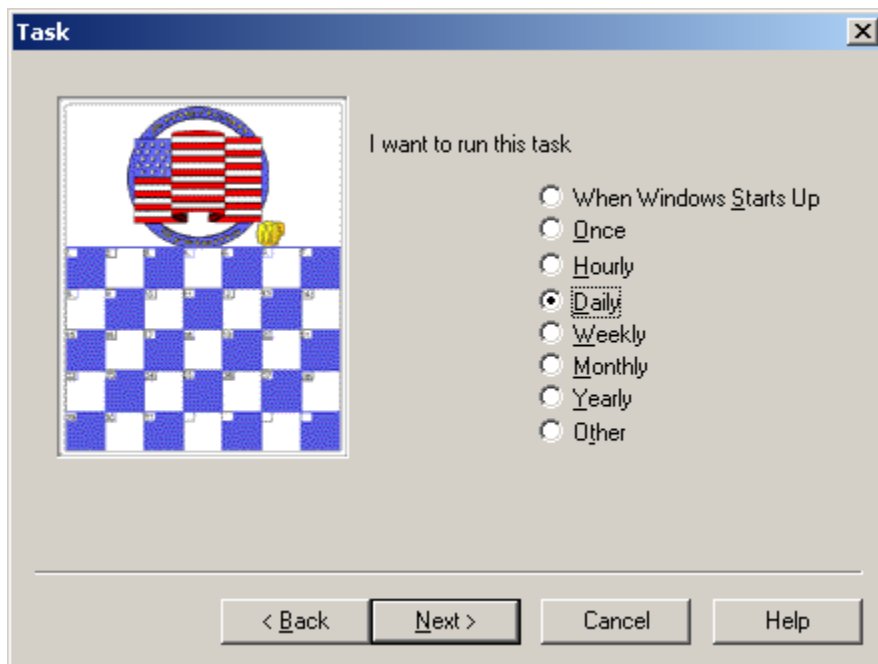 Task
I want to run this task
When Windows Starts Up
Once
Hourly
Daily
Weekly
Monthly
Yearly
Other
< Back
Next >
Cancel
Help